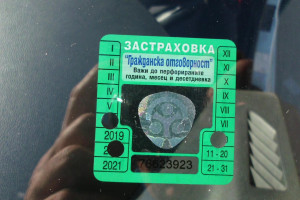 ЗАСТРАХОВКА
"Гражданска отговорност"
Важи до перфорираните
година, месец и десетдневка
I
II
III
IV
V
XII
XI
X
IX
VIII
VII
VI
2019
2021
11 - 20
21 - 31